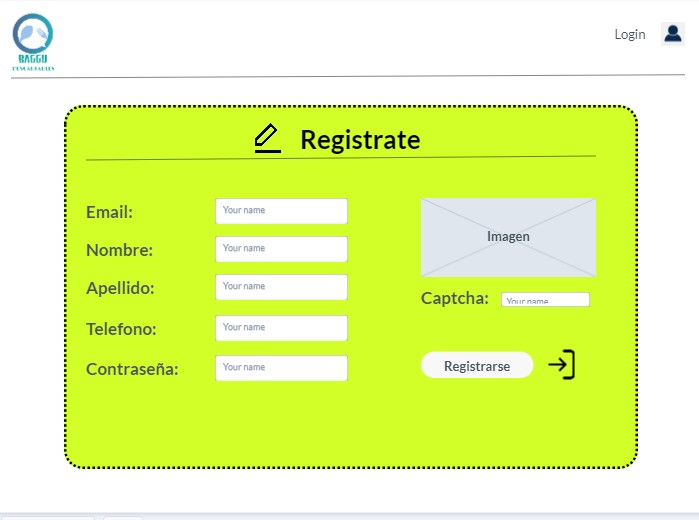 BAGGU
DESCARTABLES
Login
Registrate
Email:
Your name
Nombre:
Your name
Apellido:
Your name
Telefono:
Your name
Contraseña:
Your name
Imagen
Captcha:
Your name
Registrarse